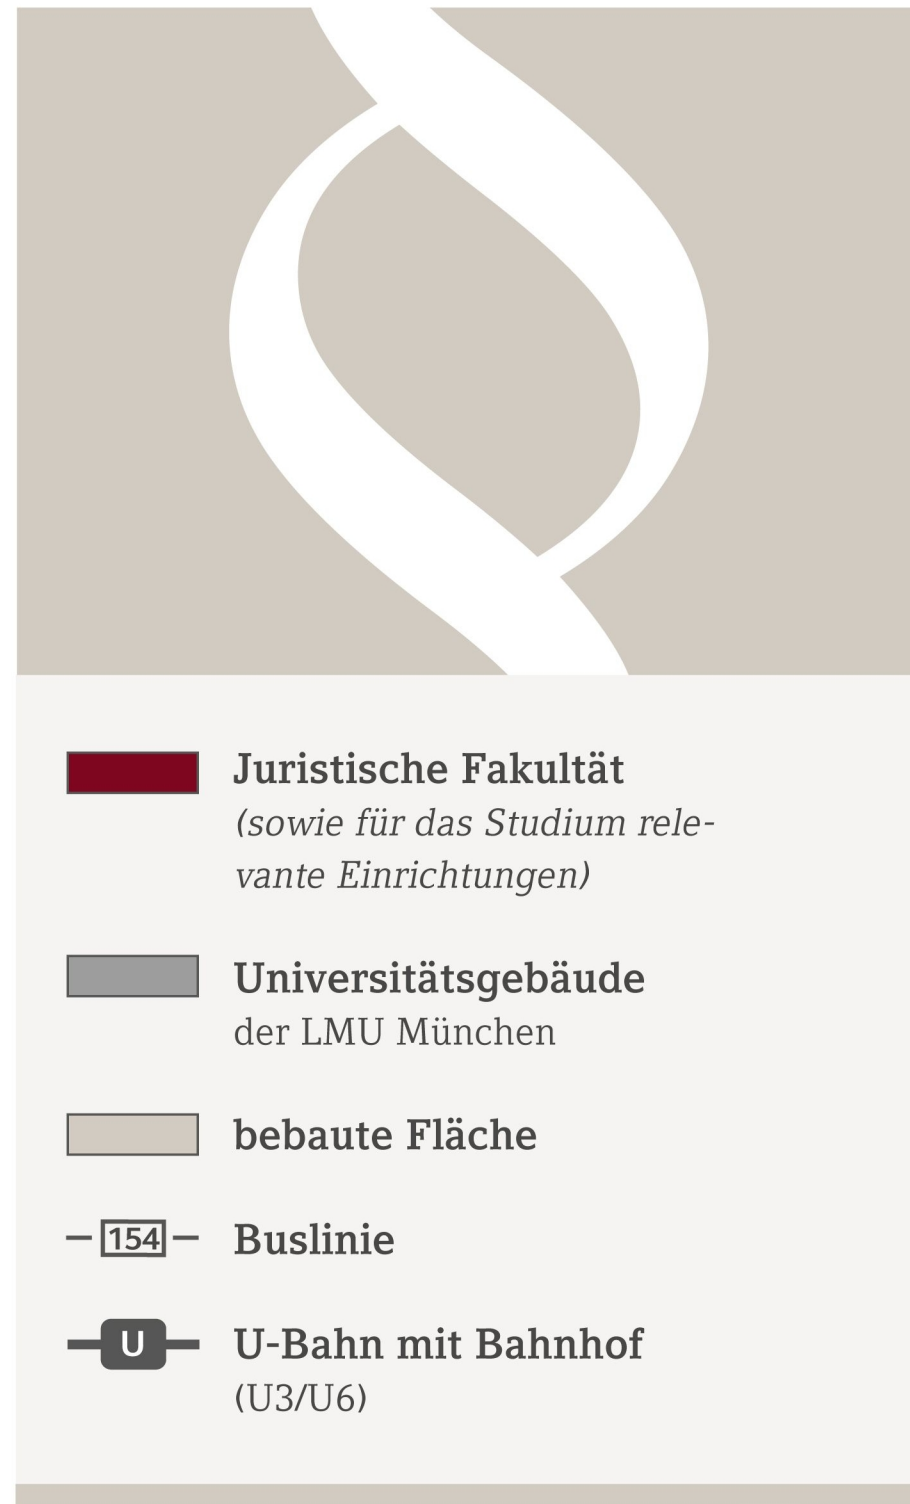 §
Juristische Fakultät
(sowie für das Studium rele-
vante Einrichtungen)
Universitätsgebäude
der LMU München
bebaute Fläche
154
Buslinie
U
U-Bahn mit Bahnhof
(U3/U6)